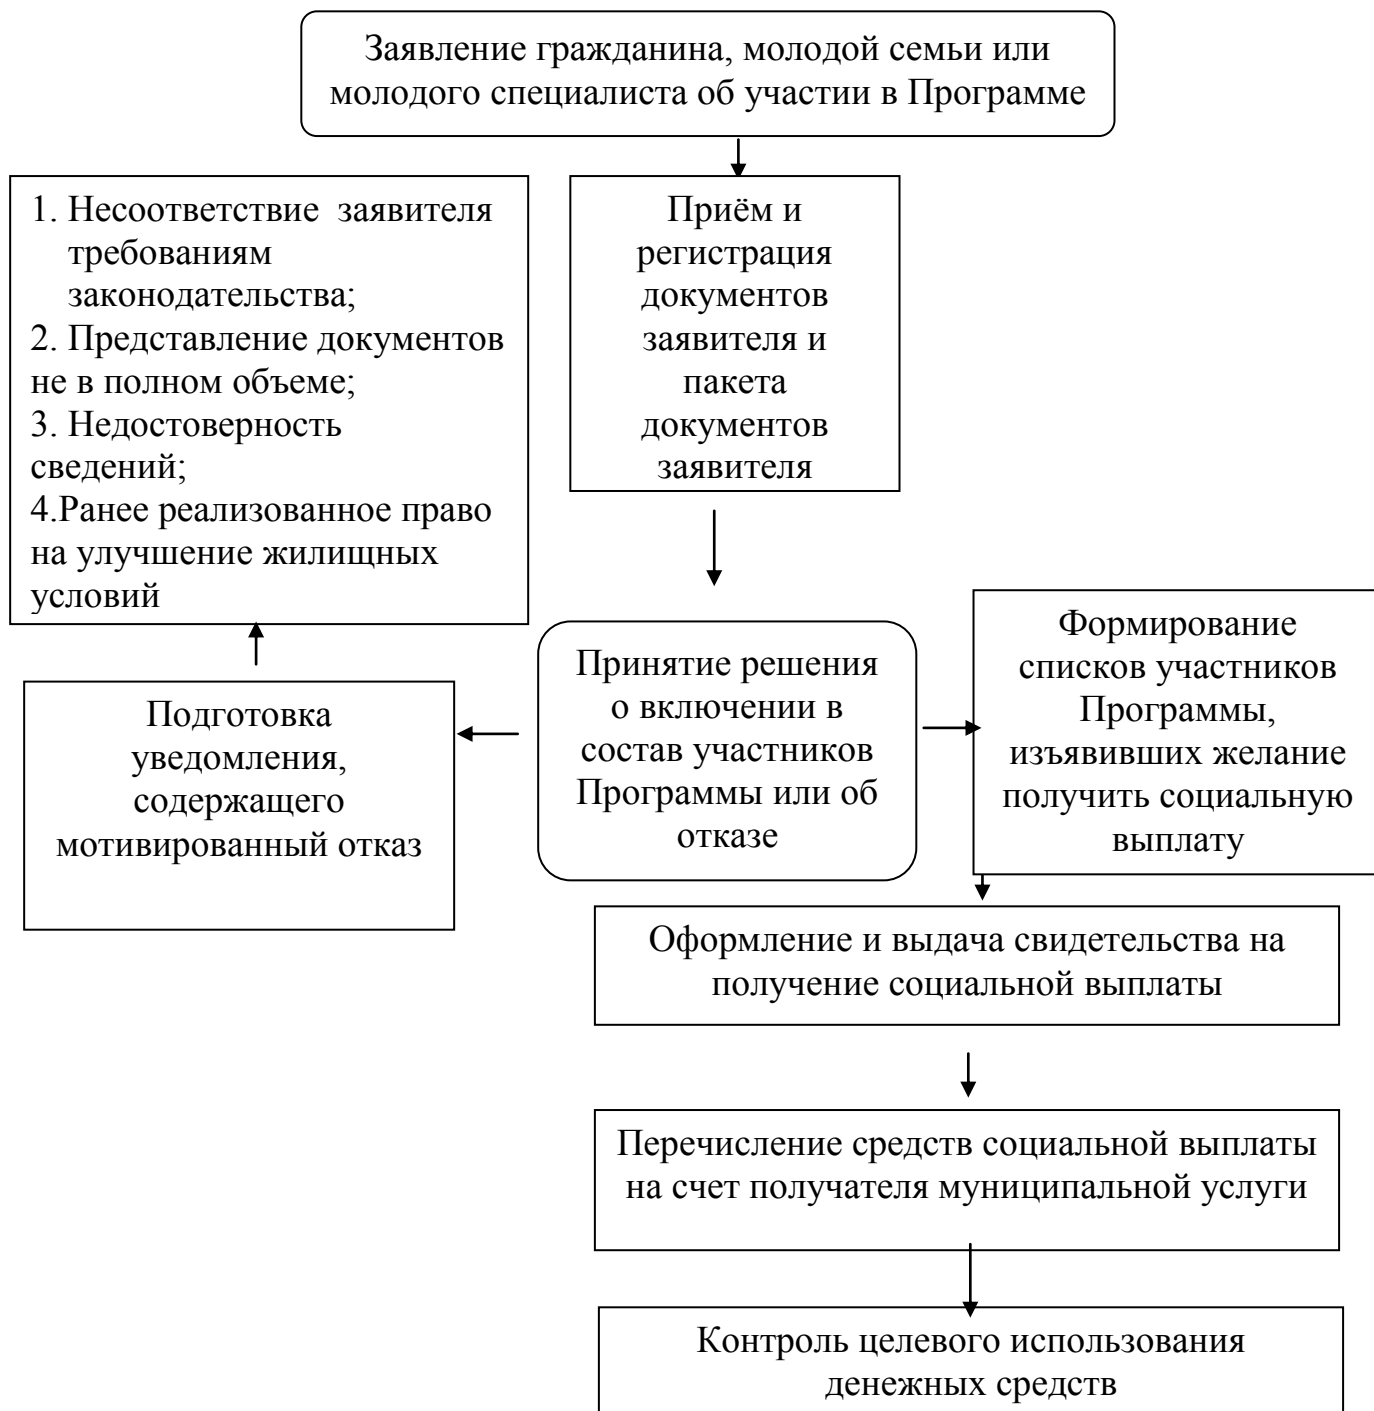 Заявление гражданина, молодой семьи или
молодого специалиста об участии в Программе
1. Несоответствие заявителя
требованиям
законодательства;
2. Представление документов
не в полном объеме;
3. Недостоверность
сведений;
4.Ранее реализованное право
на улучшение жилищных
условий
Приём и
регистрация
документов
заявителя и
пакета
документов
заявителя
Подготовка
уведомления,
содержащего
мотивированный отказ
Принятие решения
о включении в
состав участников
Программы или об
отказе
Формирование
списков участников
Программы,
изъявивших желание
получить социальную
выплату
Оформление и выдача свидетельства на
получение социальной выплаты
Перечисление средств социальной выплаты
на счет получателя муниципальной услуги
Контроль целевого использования
денежных средств